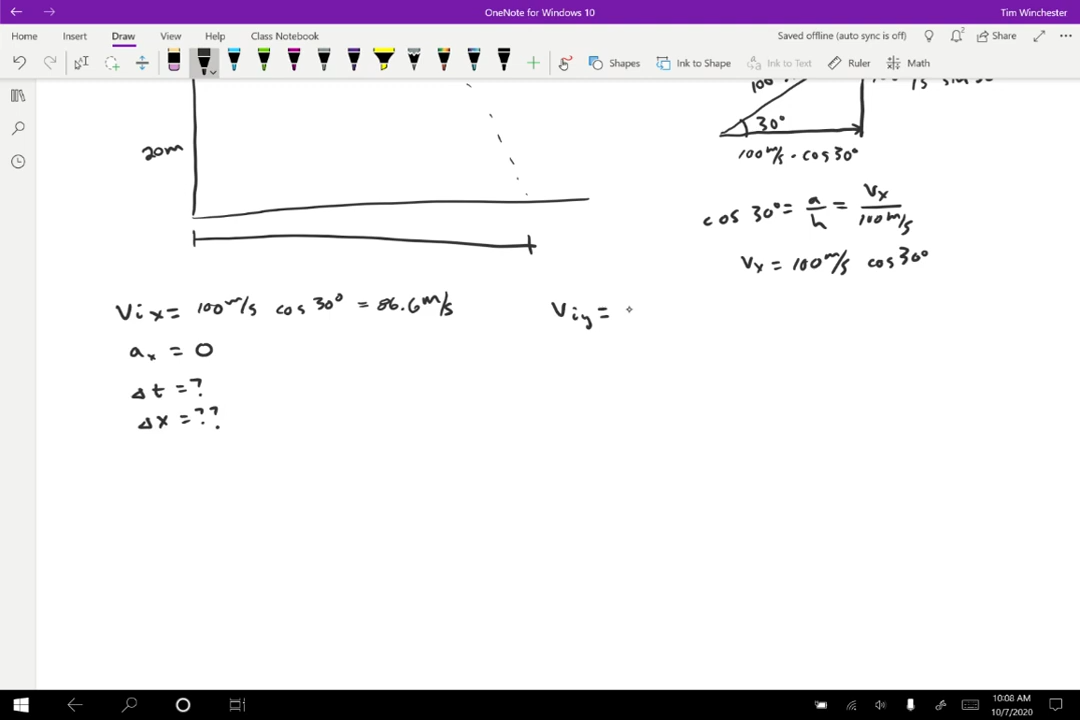 OneNote for Windows 10
Tim Winchester
Home Insert Draw View Help Class Notebook
Saved offline (auto sync is off) Share
Shapes Ink to Shape Ink to Text Ruler Math
100
30°
20m
100 m/s · cos 30°
cos 30° = a/h = Vx/100 m/s
Vx = 100 m/s cos 30°
Vix = 100 m/s cos 30° = 86.6 m/s
Viy =
ax = 0
Δt = ?
Δx = ??
10:08 AM
10/7/2020